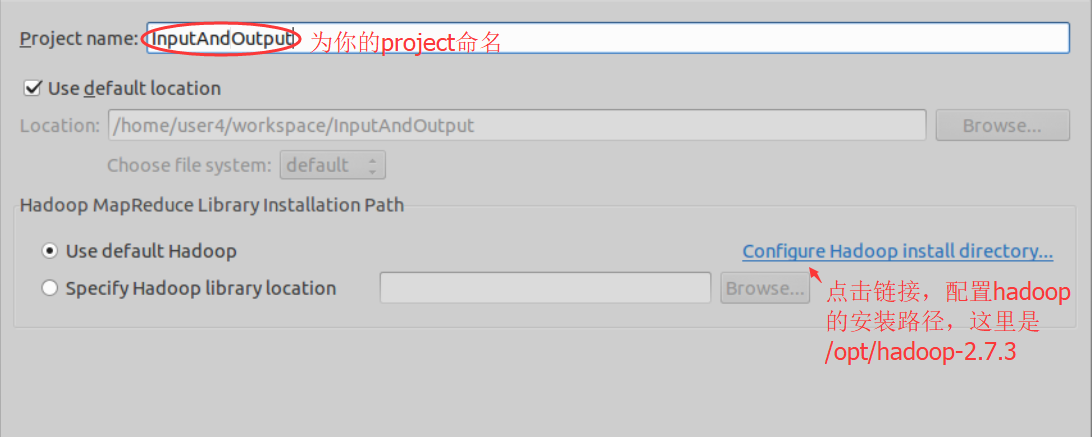 Project name: InputAndOutput 为你的project命名
Use default location
Location: /home/user4/workspace/InputAndOutput Browse...
Choose file system: default
Hadoop MapReduce Library Installation Path
Use default Hadoop Configure Hadoop install directory...
Specify Hadoop library location Browse...
点击链接，配置hadoop
的安装路径，这里是
/opt/hadoop-2.7.3